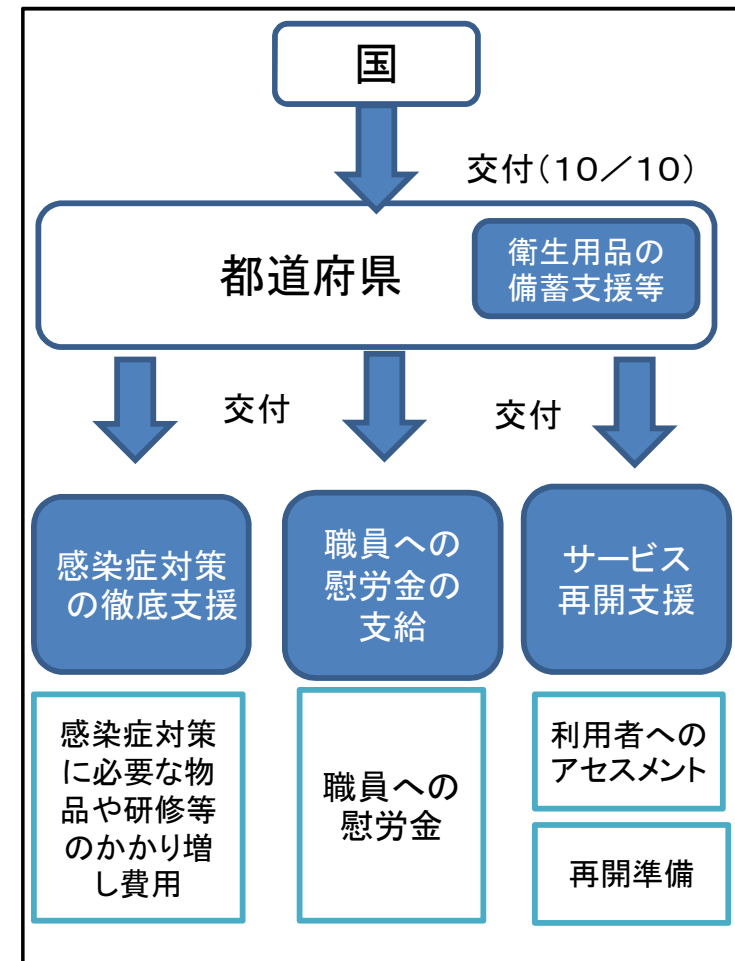 国
交付(10/10)
都道府県
衛生用品の
備蓄支援等
交付
交付
感染症対策
の徹底支援
職員への
慰労金の
支給
サービス
再開支援
感染症対策
に必要な物
品や研修等
のかかり増
し費用
職員への
慰労金
利用者への
アセスメント
再開準備